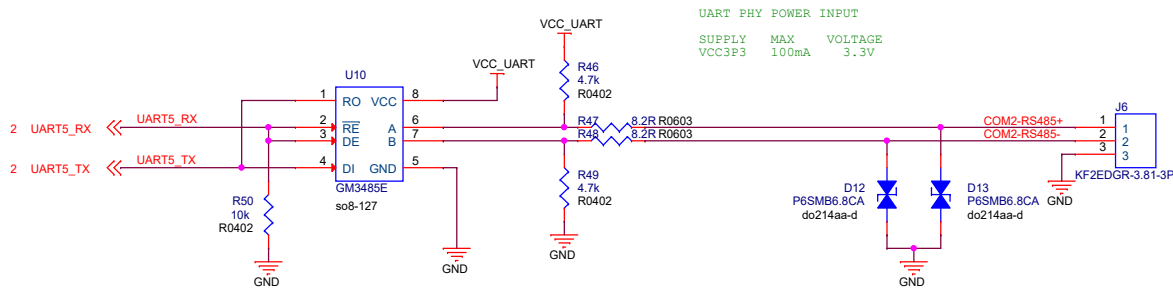 UART PHY POWER INPUT
SUPPLY MAX VOLTAGE
VCC3P3 100mA 3.3V
VCC_UART
VCC_UART
R46
4.7k
R0402
U10
1 RO VCC 8
2 RE A 6
3 DE B 7
4 DI GND 5
GM3485E
so8-127
2 UART5_RX UART5_RX
2 UART5_TX UART5_TX
R47 8.2R R0603
R48 8.2R R0603
COM2-RS485+
COM2-RS485-
J6
1 1
2 2
3 3
KF2EDGR-3.81-3P
GND
R50
10k
R0402
GND
GND
R49
4.7k
R0402
GND
D12
P6SMB6.8CA
do214aa-d
D13
P6SMB6.8CA
do214aa-d
GND